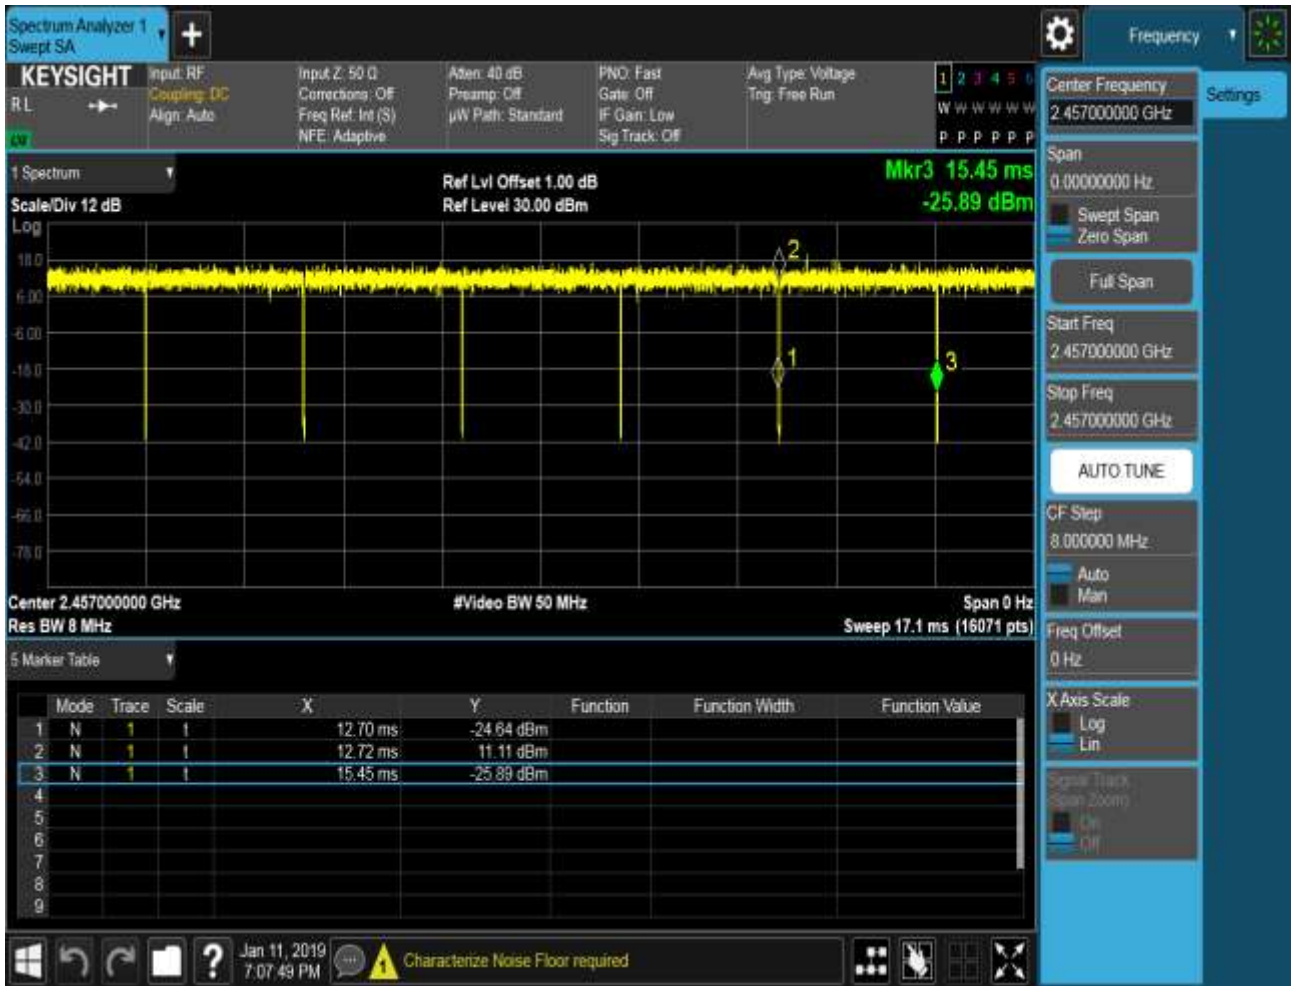 Spectrum Analyzer 1
Swept SA
+
Frequency
KEYSIGHT
RL
Input: RF
Coupling: DC
Align: Auto
Input Z: 50 Ω
Corrections: Off
Freq Ref: Int (S)
NFE: Adaptive
Atten: 40 dB
Preamp: Off
µW Path: Standard
PNO: Fast
Gate: Off
IF Gain: Low
Sig Track: Off
Avg Type: Voltage
Trig: Free Run
1 2 3 4 5 6
W W W W W W
P P P P P P
1 Spectrum
Scale/Div 12 dB
Ref Lvl Offset 1.00 dB
Ref Level 30.00 dBm
Mkr3 15.45 ms
-25.89 dBm
Log
18.0
6.00
-6.00
-18.0
-30.0
-42.0
-54.0
-66.0
-78.0
2
1
3
Center 2.457000000 GHz
Res BW 8 MHz
#Video BW 50 MHz
Span 0 Hz
Sweep 17.1 ms (16071 pts)
5 Marker Table
Mode Trace Scale X Y Function Function Width Function Value
1 N 1 t 12.70 ms -24.64 dBm
2 N 1 t 12.72 ms 11.11 dBm
3 N 1 t 15.45 ms -25.89 dBm
4
5
6
7
8
9
Center Frequency
2.457000000 GHz
Settings
Span
0.00000000 Hz
Swept Span
Zero Span
Full Span
Start Freq
2.457000000 GHz
Stop Freq
2.457000000 GHz
AUTO TUNE
CF Step
8.000000 MHz
Auto
Man
Freq Offset
0 Hz
X Axis Scale
Log
Lin
Signal Track
(Span Zoom)
On
Off
?
Jan 11, 2019
7:07:49 PM
1
Characterize Noise Floor required